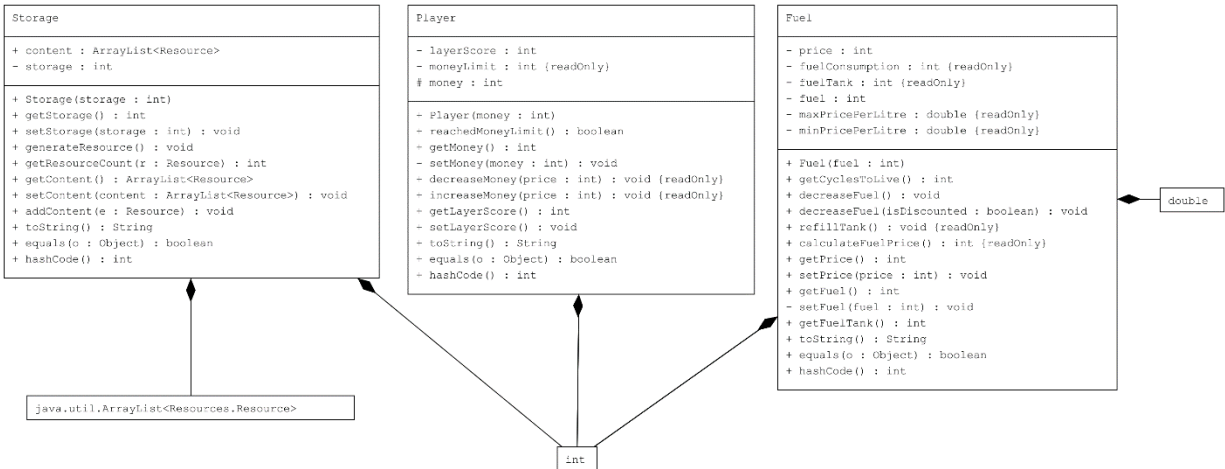 Storage
+ content : ArrayList<Resource>
- storage : int
+ Storage(storage : int)
+ getStorage() : int
+ setStorage(storage : int) : void
+ generateResource() : void
+ getResourceCount(r : Resource) : int
+ getContent() : ArrayList<Resource>
+ setContent(content : ArrayList<Resource>) : void
+ addContent(e : Resource) : void
+ toString() : String
+ equals(o : Object) : boolean
+ hashCode() : int
Player
- layerScore : int
- moneyLimit : int {readOnly}
# money : int
+ Player(money : int)
+ reachedMoneyLimit() : boolean
+ getMoney() : int
- setMoney(money : int) : void
+ decreaseMoney(price : int) : void {readOnly}
+ increaseMoney(price : int) : void {readOnly}
+ getLayerScore() : int
+ setLayerScore() : void
+ toString() : String
+ equals(o : Object) : boolean
+ hashCode() : int
Fuel
- price : int
- fuelConsumption : int {readOnly}
- fuelTank : int {readOnly}
- fuel : int
- maxPricePerLitre : double {readOnly}
- minPricePerLitre : double {readOnly}
+ Fuel(fuel : int)
+ getCyclesToLive() : int
+ decreaseFuel() : void
+ decreaseFuel(isDiscounted : boolean) : void
+ refillTank() : void {readOnly}
+ calculateFuelPrice() : int {readOnly}
+ getPrice() : int
+ setPrice(price : int) : void
+ getFuel() : int
- setFuel(fuel : int) : void
+ getFuelTank() : int
+ toString() : String
+ equals(o : Object) : boolean
+ hashCode() : int
double
java.util.ArrayList<Resources.Resource>
int